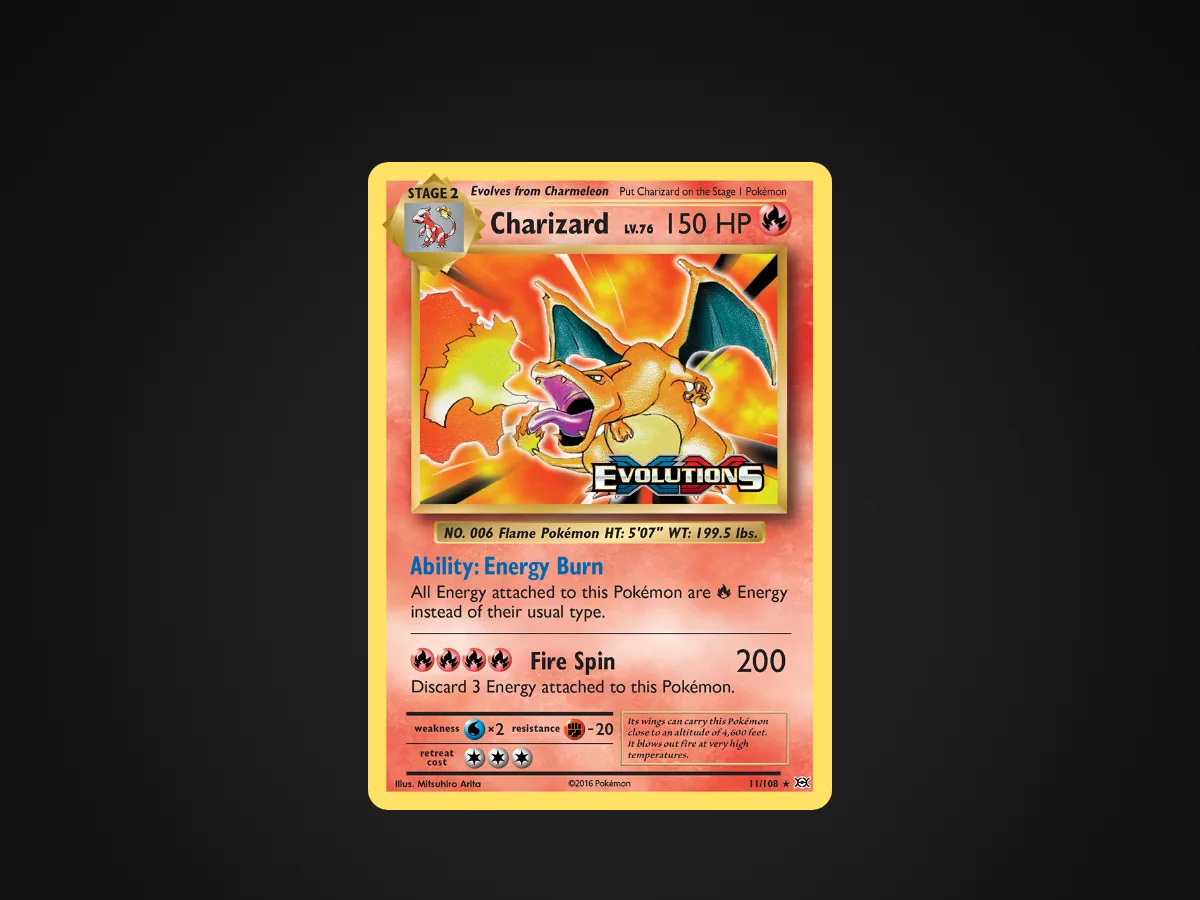 STAGE 2 Evolves from Charmeleon Put Charizard on the Stage 1 Pokémon
Charizard LV.76 150 HP
EVOLUTIONS
NO. 006 Flame Pokémon HT: 5'07" WT: 199.5 lbs.
Ability: Energy Burn
All Energy attached to this Pokémon are Energy
instead of their usual type.
Fire Spin 200
Discard 3 Energy attached to this Pokémon.
weakness ×2 resistance -20
retreat
cost
Its wings can carry this Pokémon
close to an altitude of 4,600 feet.
It blows out fire at very high
temperatures.
Illus. Mitsuhiro Arita ©2016 Pokémon 11/108 ★